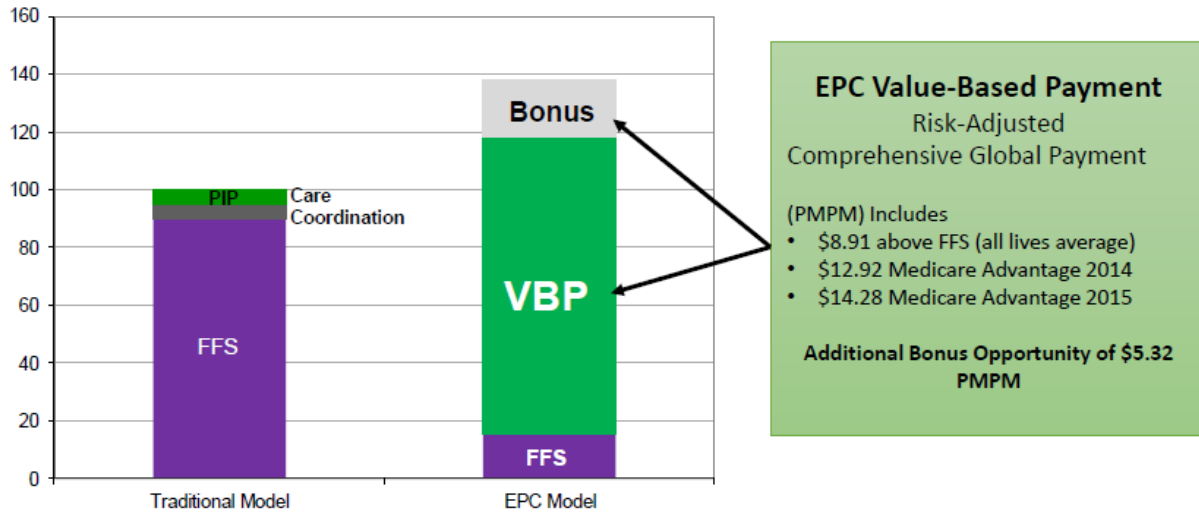 160
140
120
100
80
60
40
20
0
PIP
Care
Coordination
FFS
Traditional Model
Bonus
VBP
FFS
EPC Model
EPC Value-Based Payment
Risk-Adjusted
Comprehensive Global Payment
(PMPM) Includes
• $8.91 above FFS (all lives average)
• $12.92 Medicare Advantage 2014
• $14.28 Medicare Advantage 2015
Additional Bonus Opportunity of $5.32
PMPM